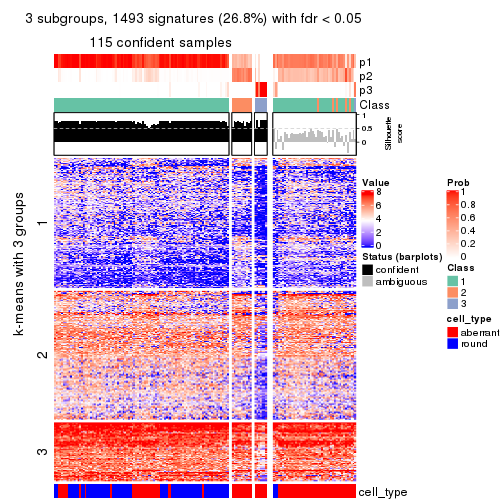 3 subgroups, 1493 signatures (26.8%) with fdr < 0.05
115 confident samples
p1
p2
p3
Class
1
0.5
0
Silhouette
score
k-means with 3 groups
1
2
3
cell_type
Value
8
6
4
2
0
Prob
1
0.8
0.6
0.4
0.2
0
Status (barplots)
confident
ambiguous
Class
1
2
3
cell_type
aberrant
round